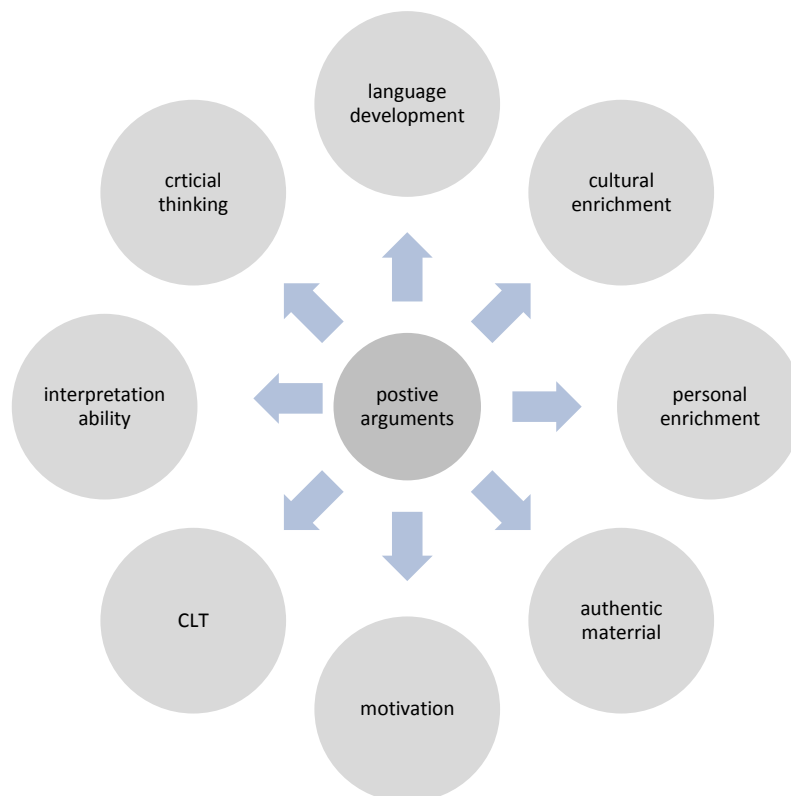 language
development
cultural
enrichment
personal
enrichment
authentic
materrial
motivation
CLT
interpretation
ability
crticial
thinking
postive
arguments